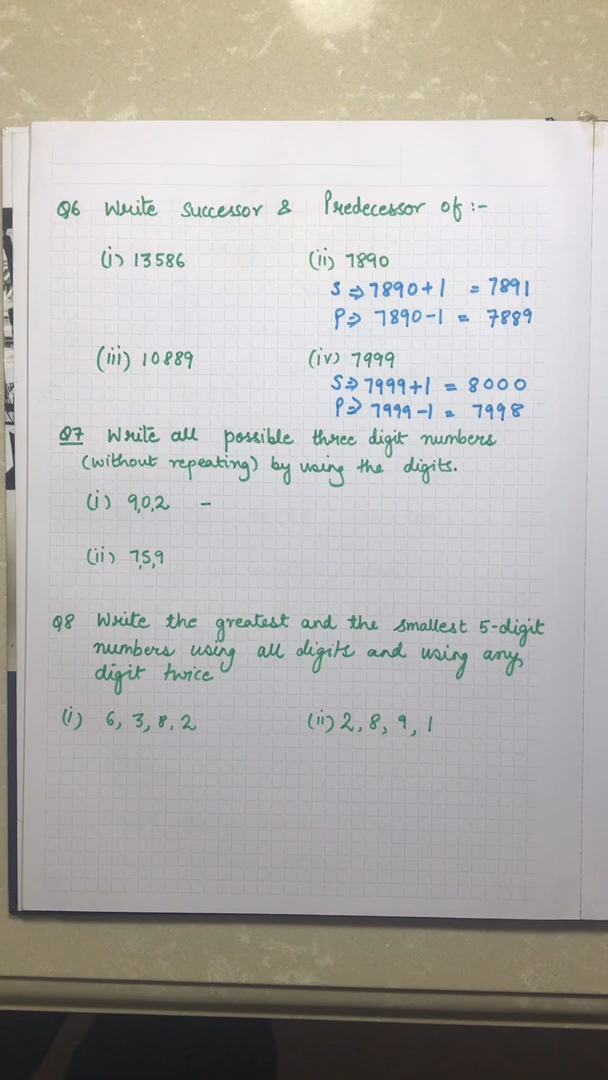 Q6 Write Successor & Predecessor of :-
(i) 13586 (ii) 7890
S ⇒ 7890+1 = 7891
P ⇒ 7890-1 = 7889
(iii) 10889 (iv) 7999
S ⇒ 7999+1 = 8000
P ⇒ 7999-1 = 7998
Q7 Write all possible three digit numbers
(without repeating) by using the digits.
(i) 9,0,2 -
(ii) 7,5,9
Q8 Write the greatest and the smallest 5-digit
numbers using all digits and using any
digit twice
(i) 6, 3, 8, 2 (ii) 2, 8, 9, 1